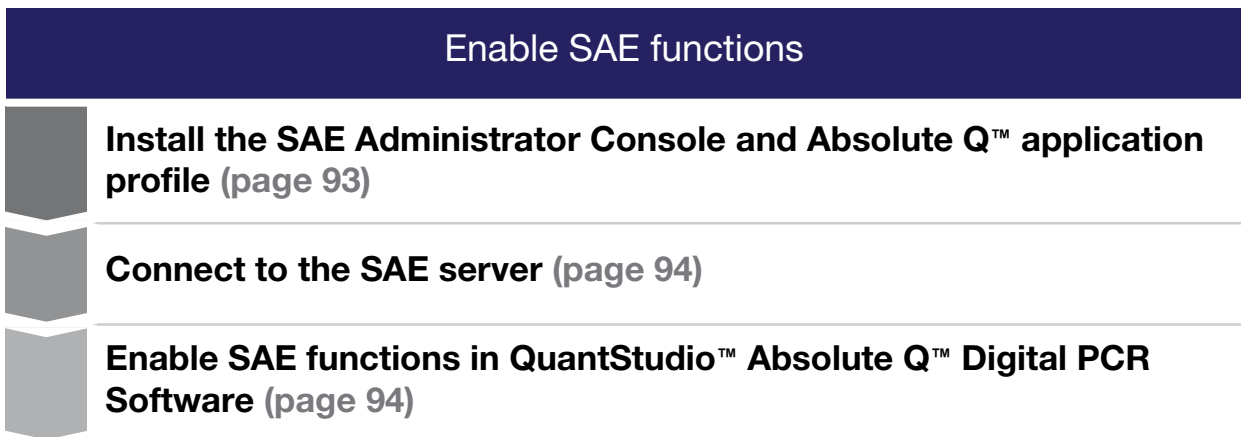 Enable SAE functions
Install the SAE Administrator Console and Absolute Q™ application
profile (page 93)
Connect to the SAE server (page 94)
Enable SAE functions in QuantStudio™ Absolute Q™ Digital PCR
Software (page 94)